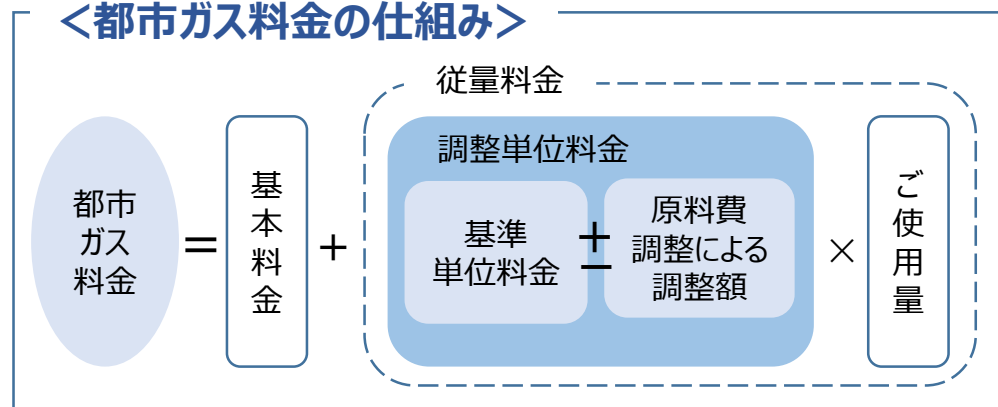 ＜都市ガス料金の仕組み＞
従量料金
調整単位料金
都市
ガス
料金
＝
基本料金
＋
基準
単位料金
±
原料費
調整による
調整額
×
ご使用量